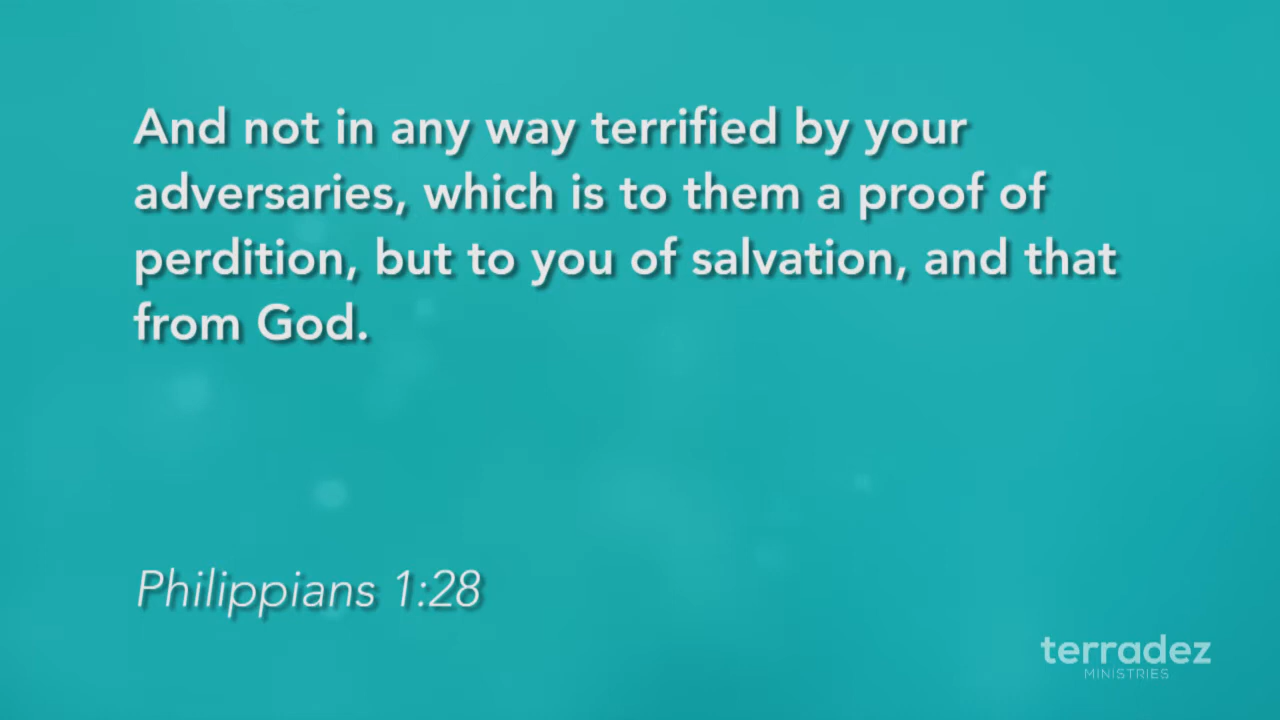 And not in any way terrified by your
adversaries, which is to them a proof of
perdition, but to you of salvation, and that
from God.
Philippians 1:28
terradez
MINISTRIES